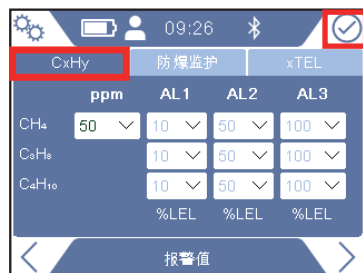 09:26
CxHy 防爆监护 xTEL
ppm AL1 AL2 AL3
CH₄ 50 10 50 100
C₃H₈ 10 50 100
C₄H₁₀ 10 50 100
%LEL %LEL %LEL
报警值